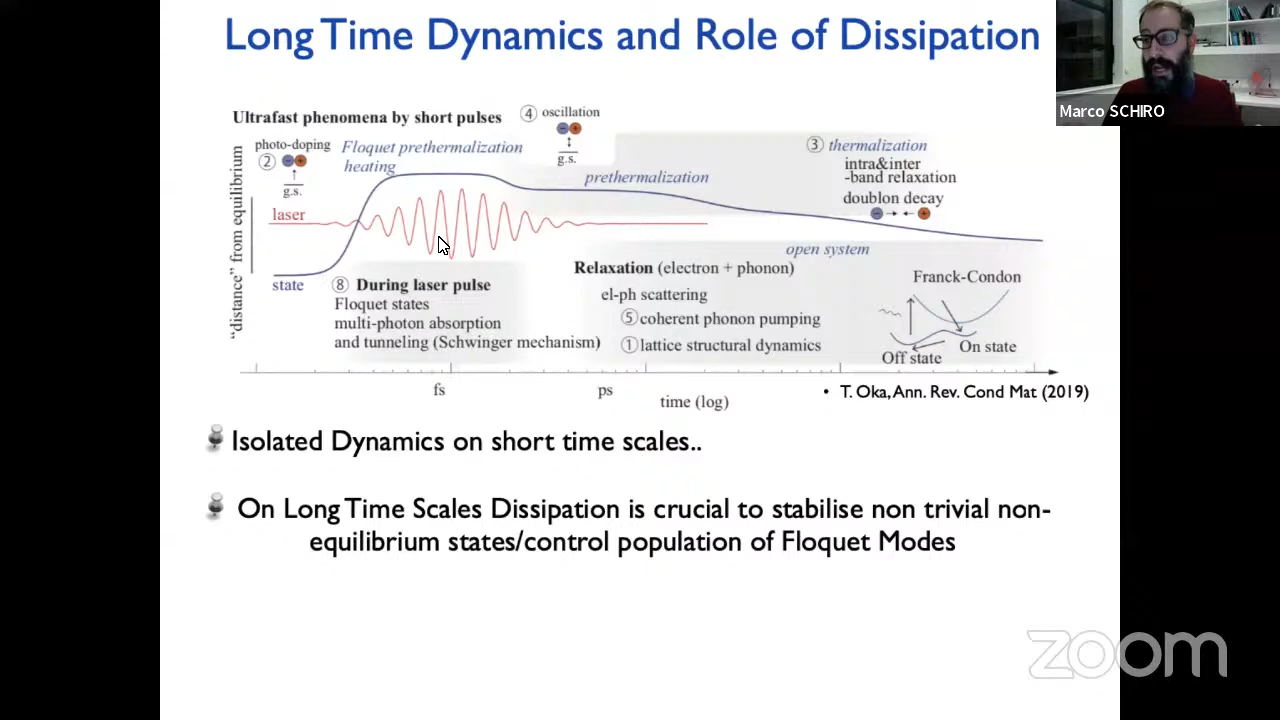 Long Time Dynamics and Role of Dissipation
Marco SCHIRO
Ultrafast phenomena by short pulses
④ oscillation
g.s.
photo-doping
②
g.s.
Floquet prethermalization
heating
prethermalization
③ thermalization
intra&inter
-band relaxation
doublon decay
"distance" from equilibrium
laser
state
open system
⑧ During laser pulse
Floquet states
multi-photon absorption
and tunneling (Schwinger mechanism)
Relaxation (electron + phonon)
el-ph scattering
⑤ coherent phonon pumping
① lattice structural dynamics
Franck-Condon
On state
Off state
fs
ps
time (log)
• T. Oka, Ann. Rev. Cond Mat (2019)
Isolated Dynamics on short time scales..
On Long Time Scales Dissipation is crucial to stabilise non trivial non-
equilibrium states/control population of Floquet Modes
zoom